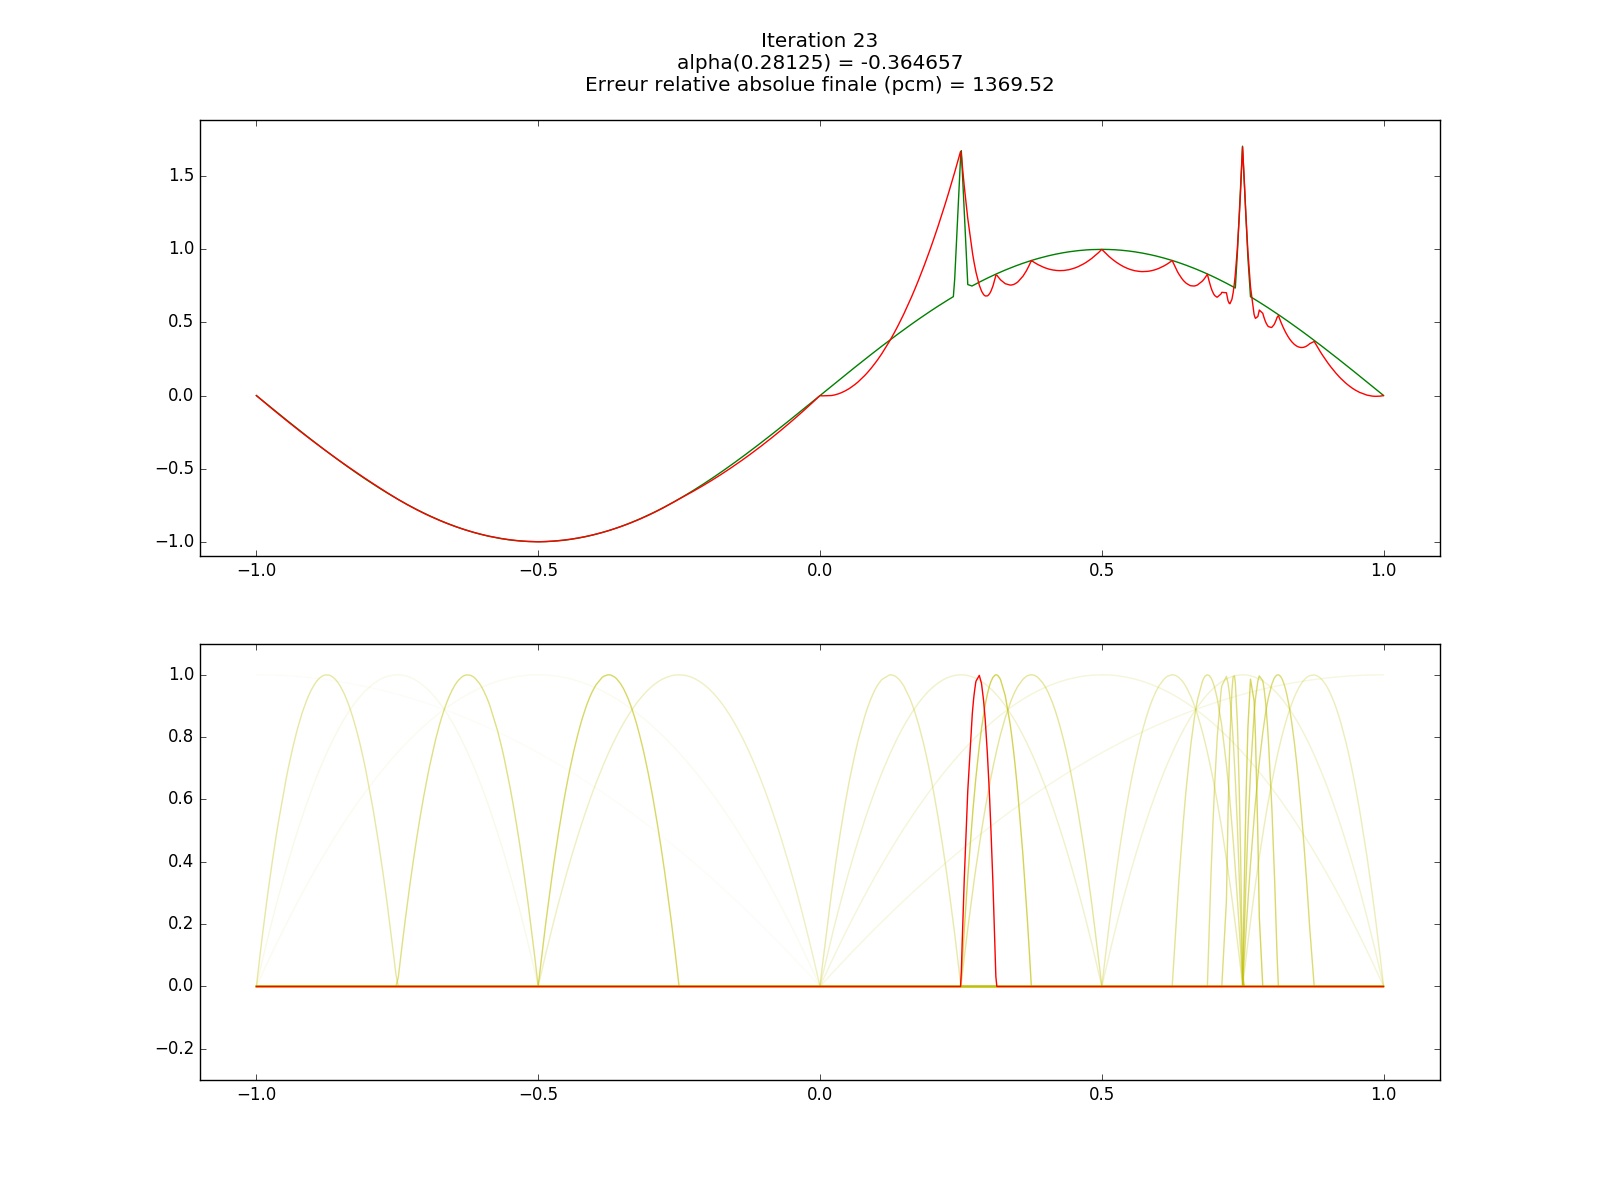 Iteration 23
alpha(0.28125) = -0.364657
Erreur relative absolue finale (pcm) = 1369.52
1.5
1.0
0.5
0.0
−0.5
−1.0
−1.0 −0.5 0.0 0.5 1.0
1.0
0.8
0.6
0.4
0.2
0.0
−0.2
−1.0 −0.5 0.0 0.5 1.0